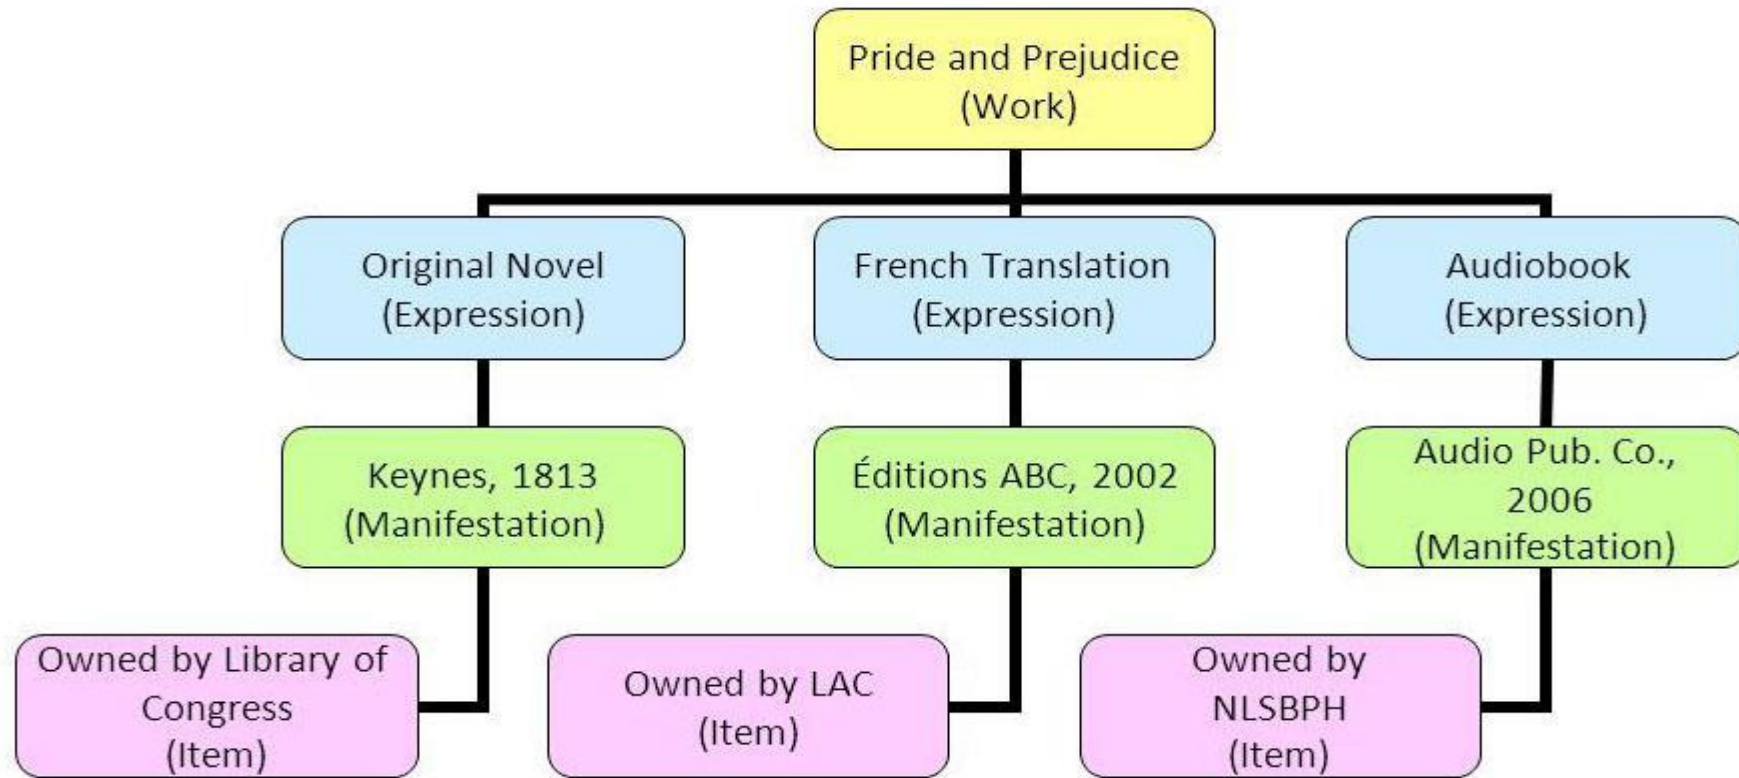 Pride and Prejudice
(Work)
Original Novel
(Expression)
French Translation
(Expression)
Audiobook
(Expression)
Keynes, 1813
(Manifestation)
Éditions ABC, 2002
(Manifestation)
Audio Pub. Co.,
2006
(Manifestation)
Owned by Library of
Congress
(Item)
Owned by LAC
(Item)
Owned by
NLSBPH
(Item)